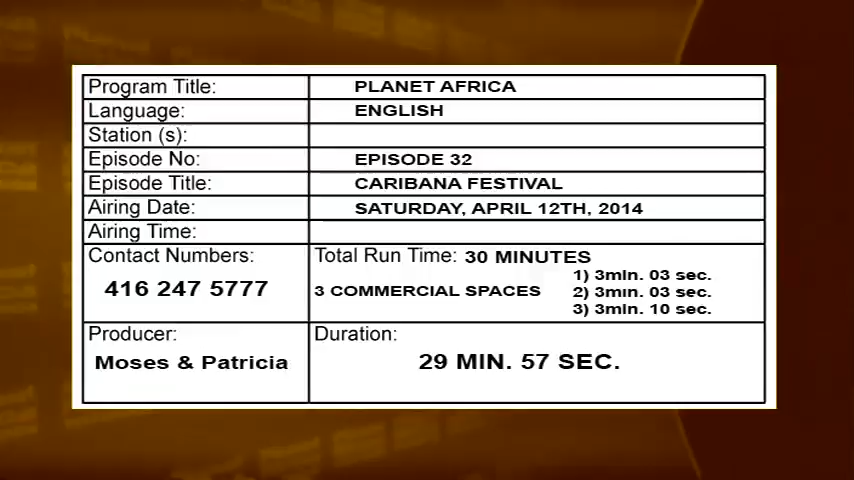 Program Title: PLANET AFRICA
Language: ENGLISH
Station (s):
Episode No: EPISODE 32
Episode Title: CARIBANA FESTIVAL
Airing Date: SATURDAY, APRIL 12TH, 2014
Airing Time:
Contact Numbers:
416 247 5777
Total Run Time: 30 MINUTES
3 COMMERCIAL SPACES
1) 3min. 03 sec.
2) 3min. 03 sec.
3) 3min. 10 sec.
Producer:
Moses & Patricia
Duration:
29 MIN. 57 SEC.